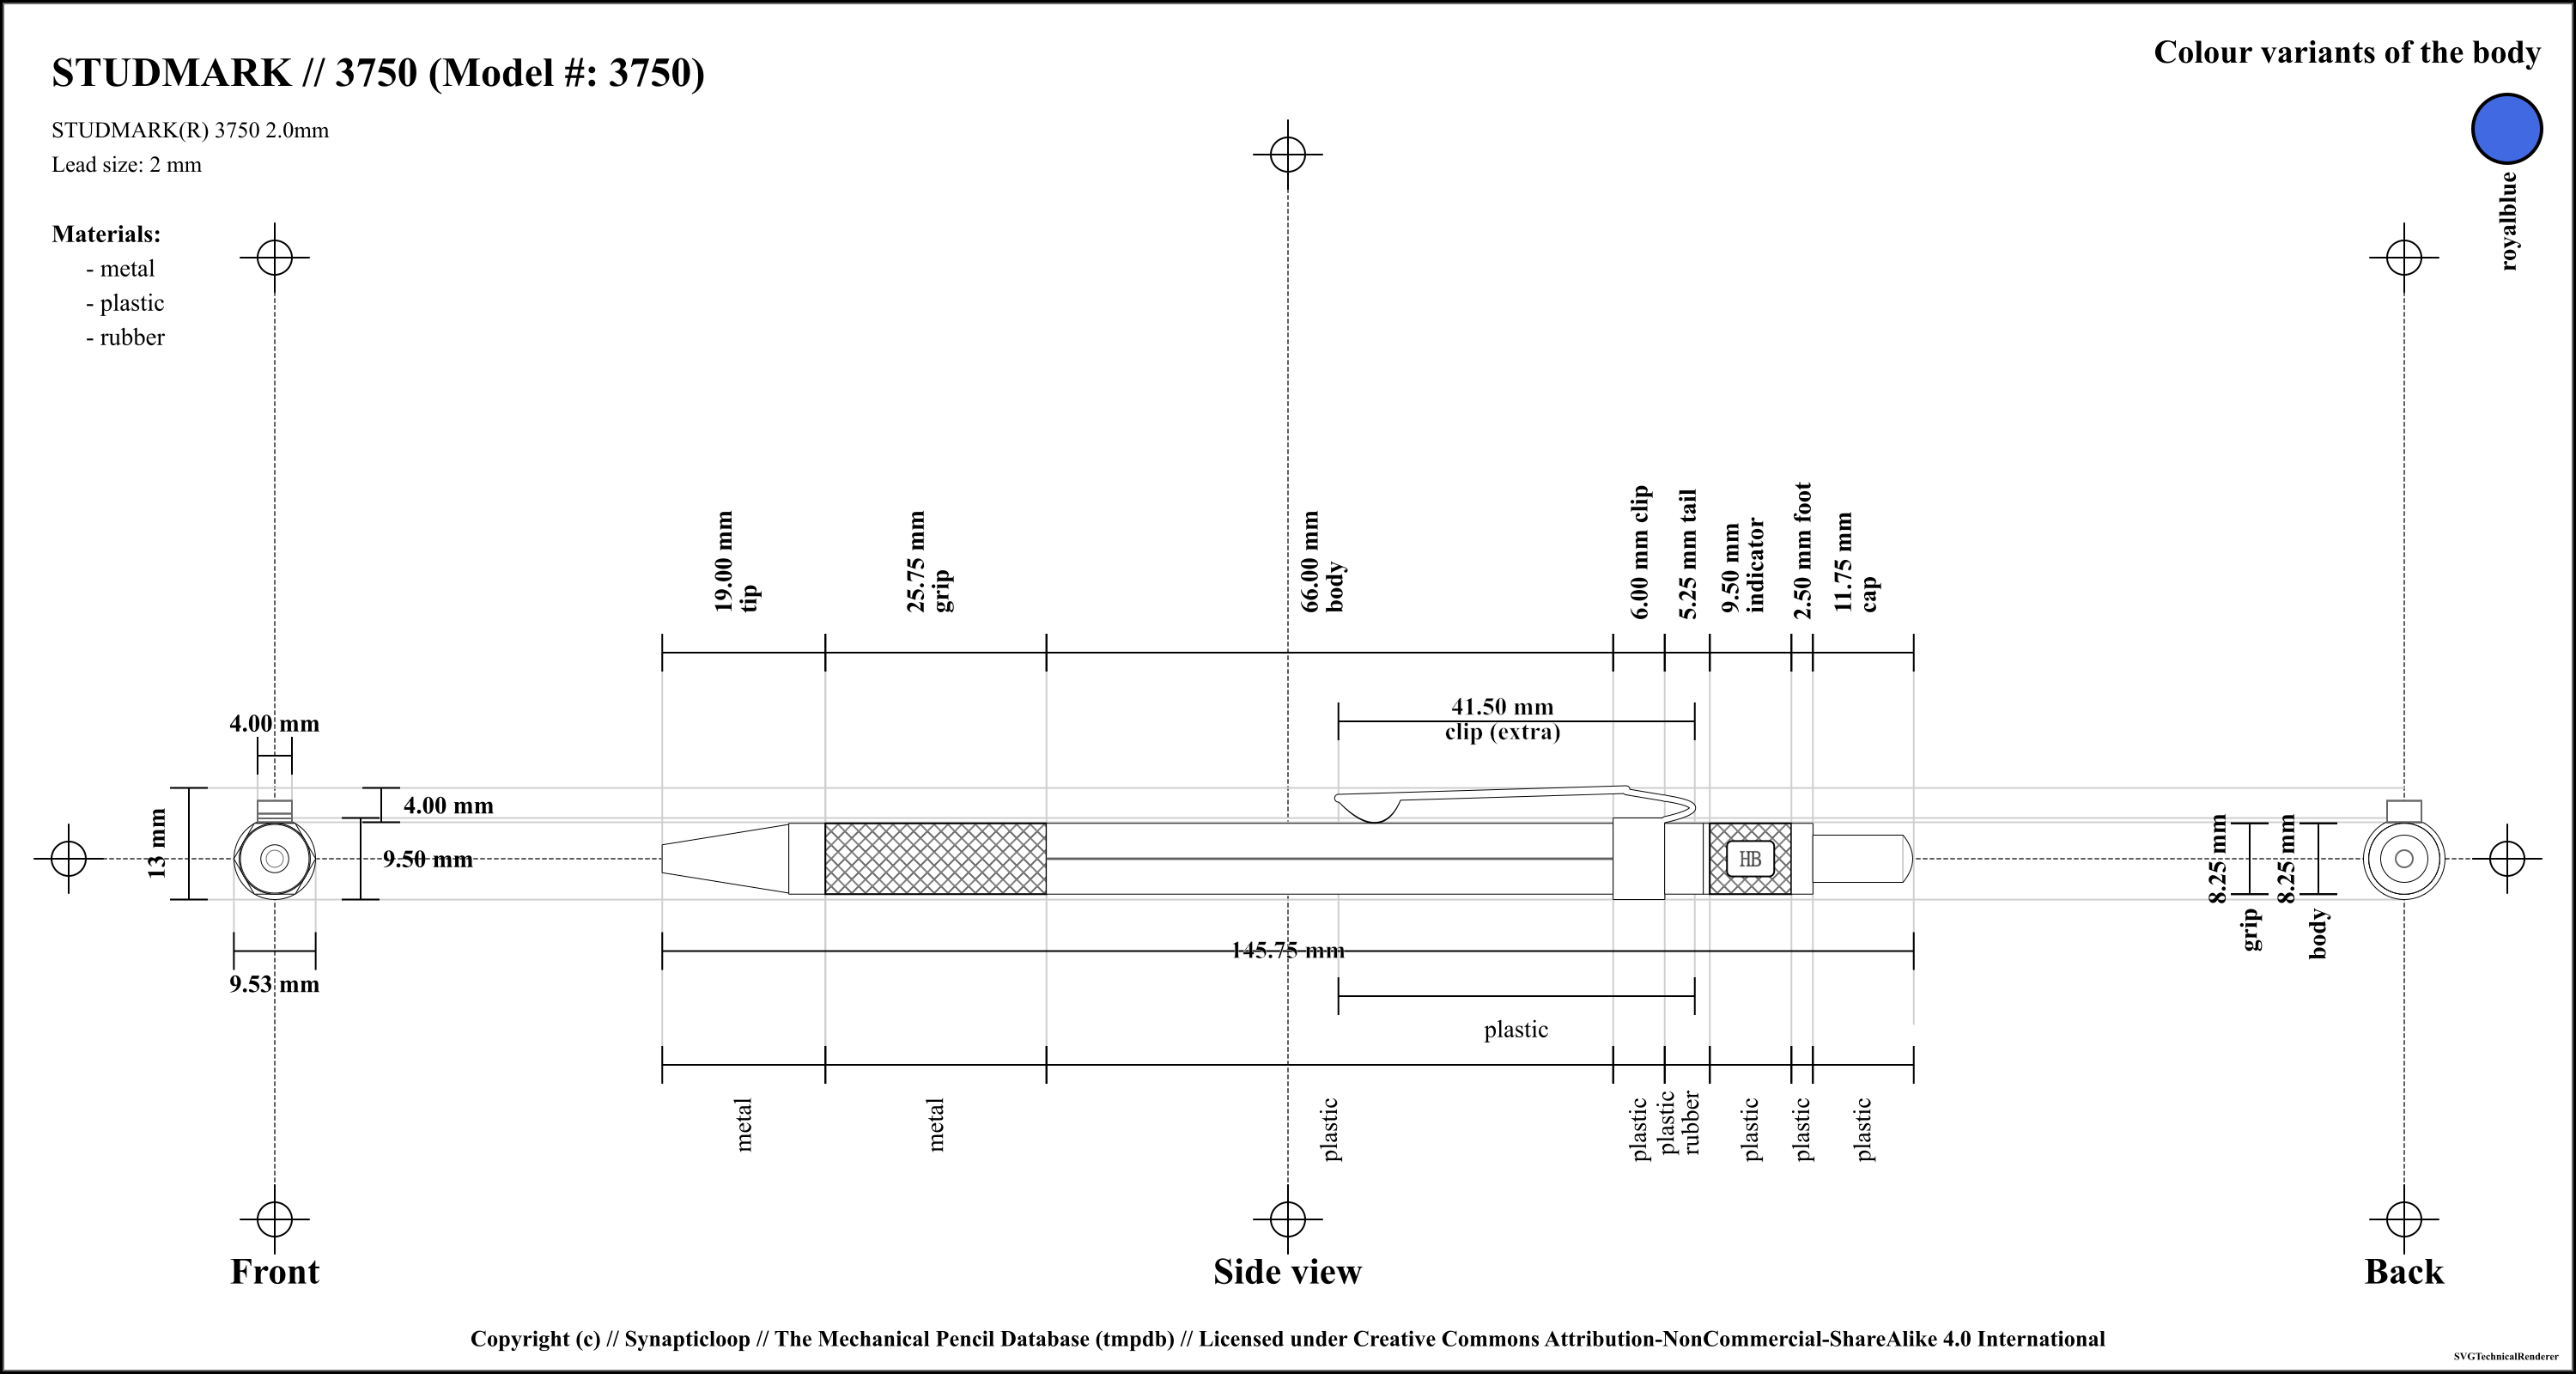 STUDMARK // 3750 (Model #: 3750)
STUDMARK(R) 3750 2.0mm
Lead size: 2 mm
Materials:
- metal
- plastic
- rubber
Colour variants of the body
royalblue
19.00 mm
tip
25.75 mm
grip
66.00 mm
body
6.00 mm clip
5.25 mm tail
9.50 mm
indicator
2.50 mm foot
11.75 mm
cap
41.50 mm
clip (extra)
4.00 mm
13 mm
4.00 mm
9.50 mm
9.53 mm
HB
145.75 mm
8.25 mm
grip
8.25 mm
body
plastic
metal
metal
plastic
plastic
plastic
rubber
plastic
plastic
plastic
Front
Side view
Back
Copyright (c) // Synapticloop // The Mechanical Pencil Database (tmpdb) // Licensed under Creative Commons Attribution-NonCommercial-ShareAlike 4.0 International
SVGTechnicalRenderer